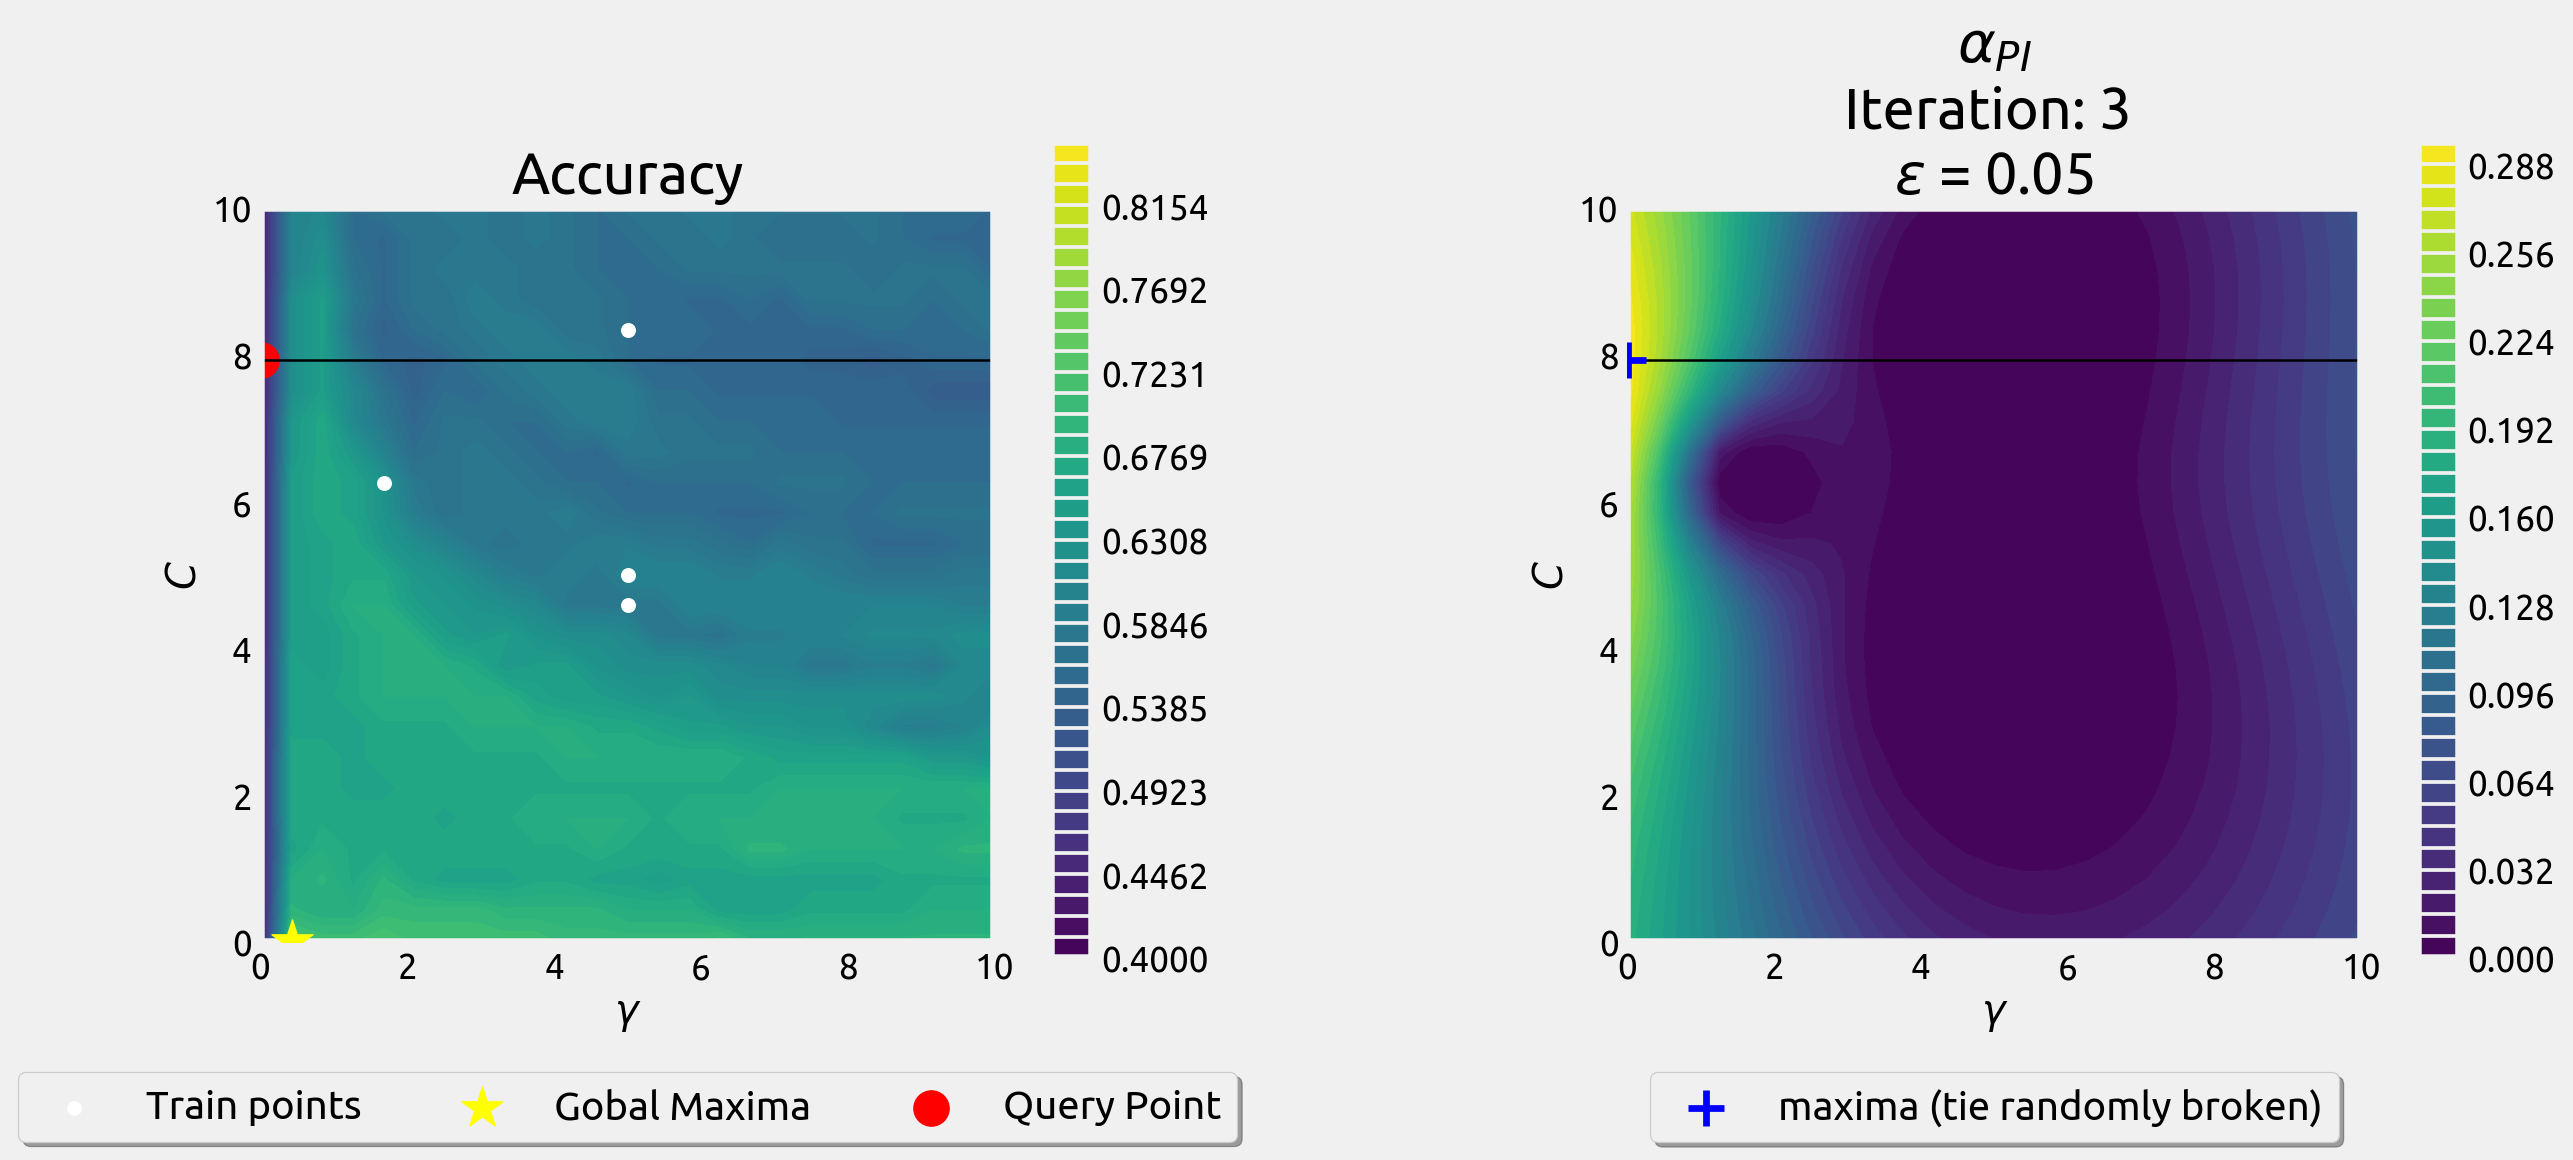 α_PI
Iteration: 3
Accuracy
ε = 0.05
10
8
6
4
2
0
C
0 2 4 6 8 10
γ
0.8154
0.7692
0.7231
0.6769
0.6308
0.5846
0.5385
0.4923
0.4462
0.4000
10
8
6
4
2
0
C
0 2 4 6 8 10
γ
0.288
0.256
0.224
0.192
0.160
0.128
0.096
0.064
0.032
0.000
Train points Gobal Maxima Query Point
maxima (tie randomly broken)